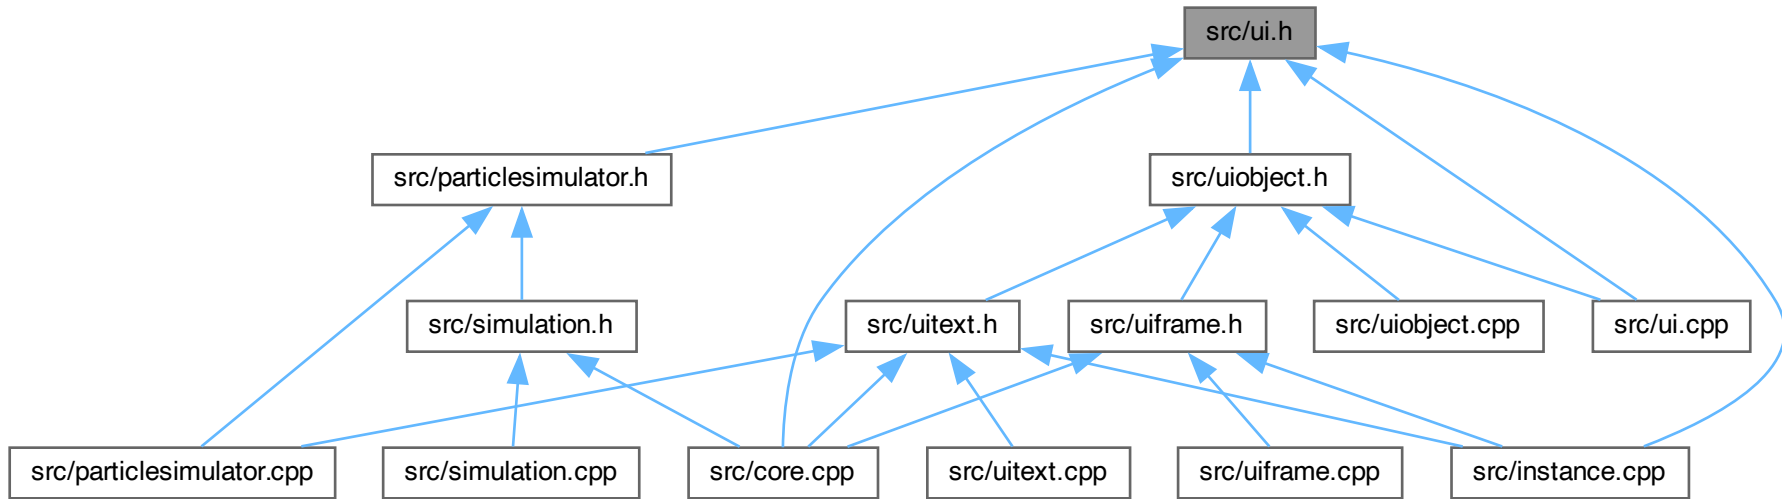 src/ui.h
src/particlesimulator.h
src/uiobject.h
src/simulation.h
src/uitext.h
src/uiframe.h
src/uiobject.cpp
src/ui.cpp
src/particlesimulator.cpp
src/simulation.cpp
src/core.cpp
src/uitext.cpp
src/uiframe.cpp
src/instance.cpp